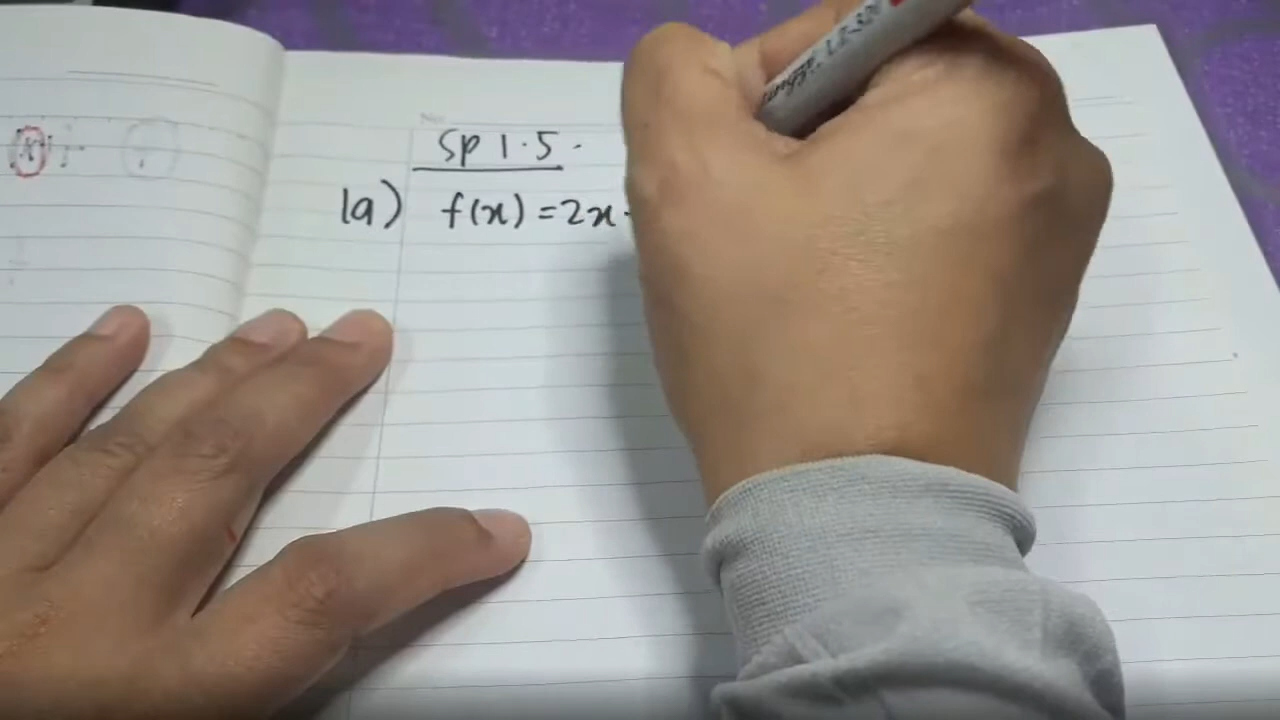 Sp 1.5.
1a) f(x) = 2x